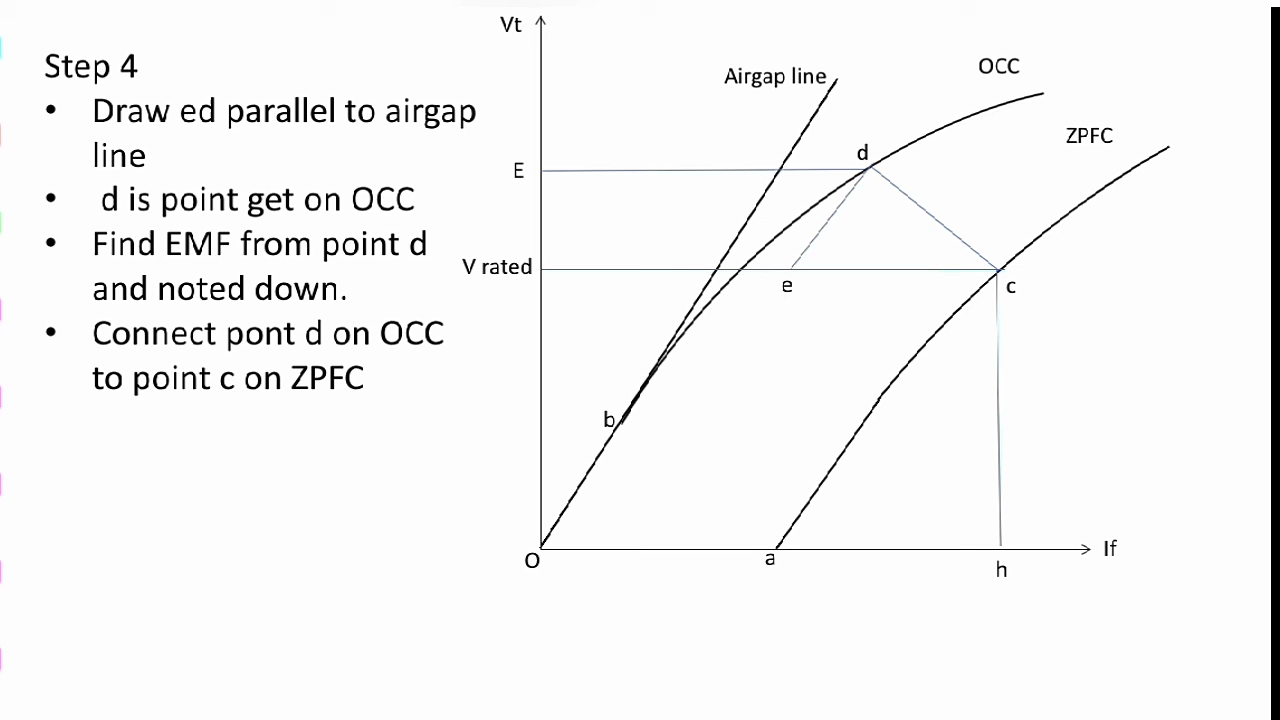 Step 4
• Draw ed parallel to airgap
line
• d is point get on OCC
• Find EMF from point d
and noted down.
• Connect pont d on OCC
to point c on ZPFC
Vt
Airgap line
OCC
ZPFC
d
E
V rated
e
c
b
O
a
h
If